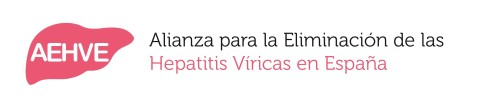 AEHVE
Alianza para la Eliminación de las
Hepatitis Víricas en España